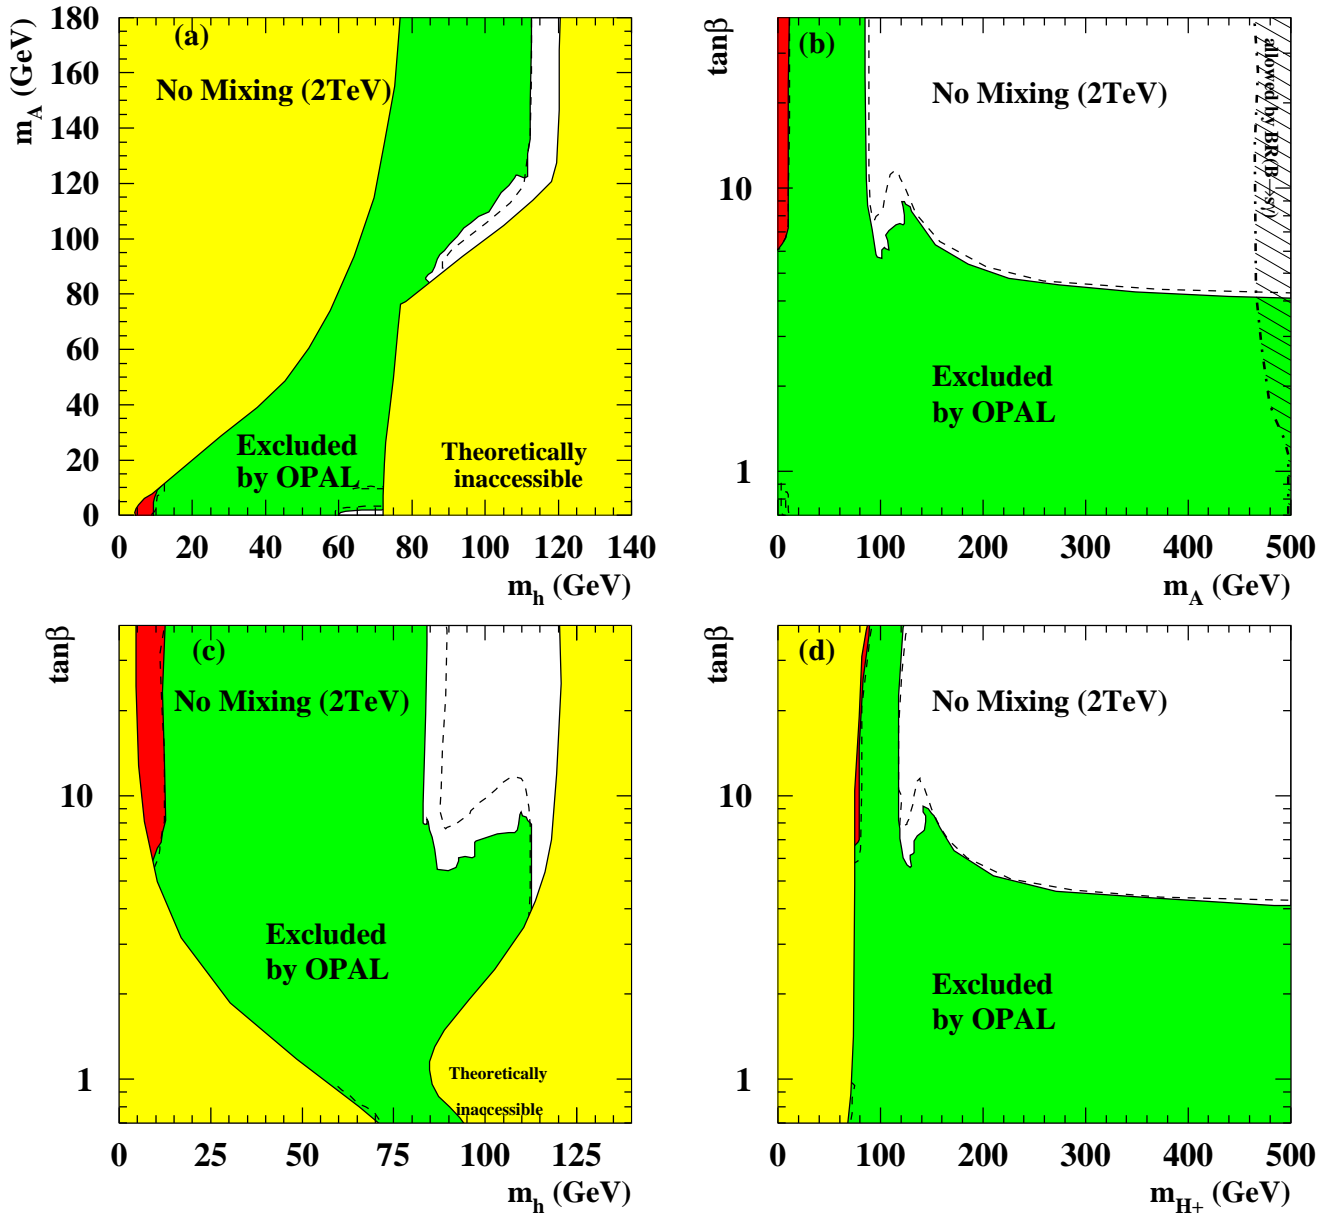 (a)
No Mixing (2TeV)
m_A (GeV)
180
160
140
120
100
80
60
40
20
0
Excluded
by OPAL
Theoretically
inaccessible
0 20 40 60 80 100 120 140
m_h (GeV)
(b)
No Mixing (2TeV)
tanβ
10
1
allowed by BR(B→sγ)
Excluded
by OPAL
0 100 200 300 400 500
m_A (GeV)
(c)
No Mixing (2TeV)
tanβ
10
1
Excluded
by OPAL
Theoretically
inaccessible
0 25 50 75 100 125
m_h (GeV)
(d)
No Mixing (2TeV)
tanβ
10
1
Excluded
by OPAL
0 100 200 300 400 500
m_H+ (GeV)